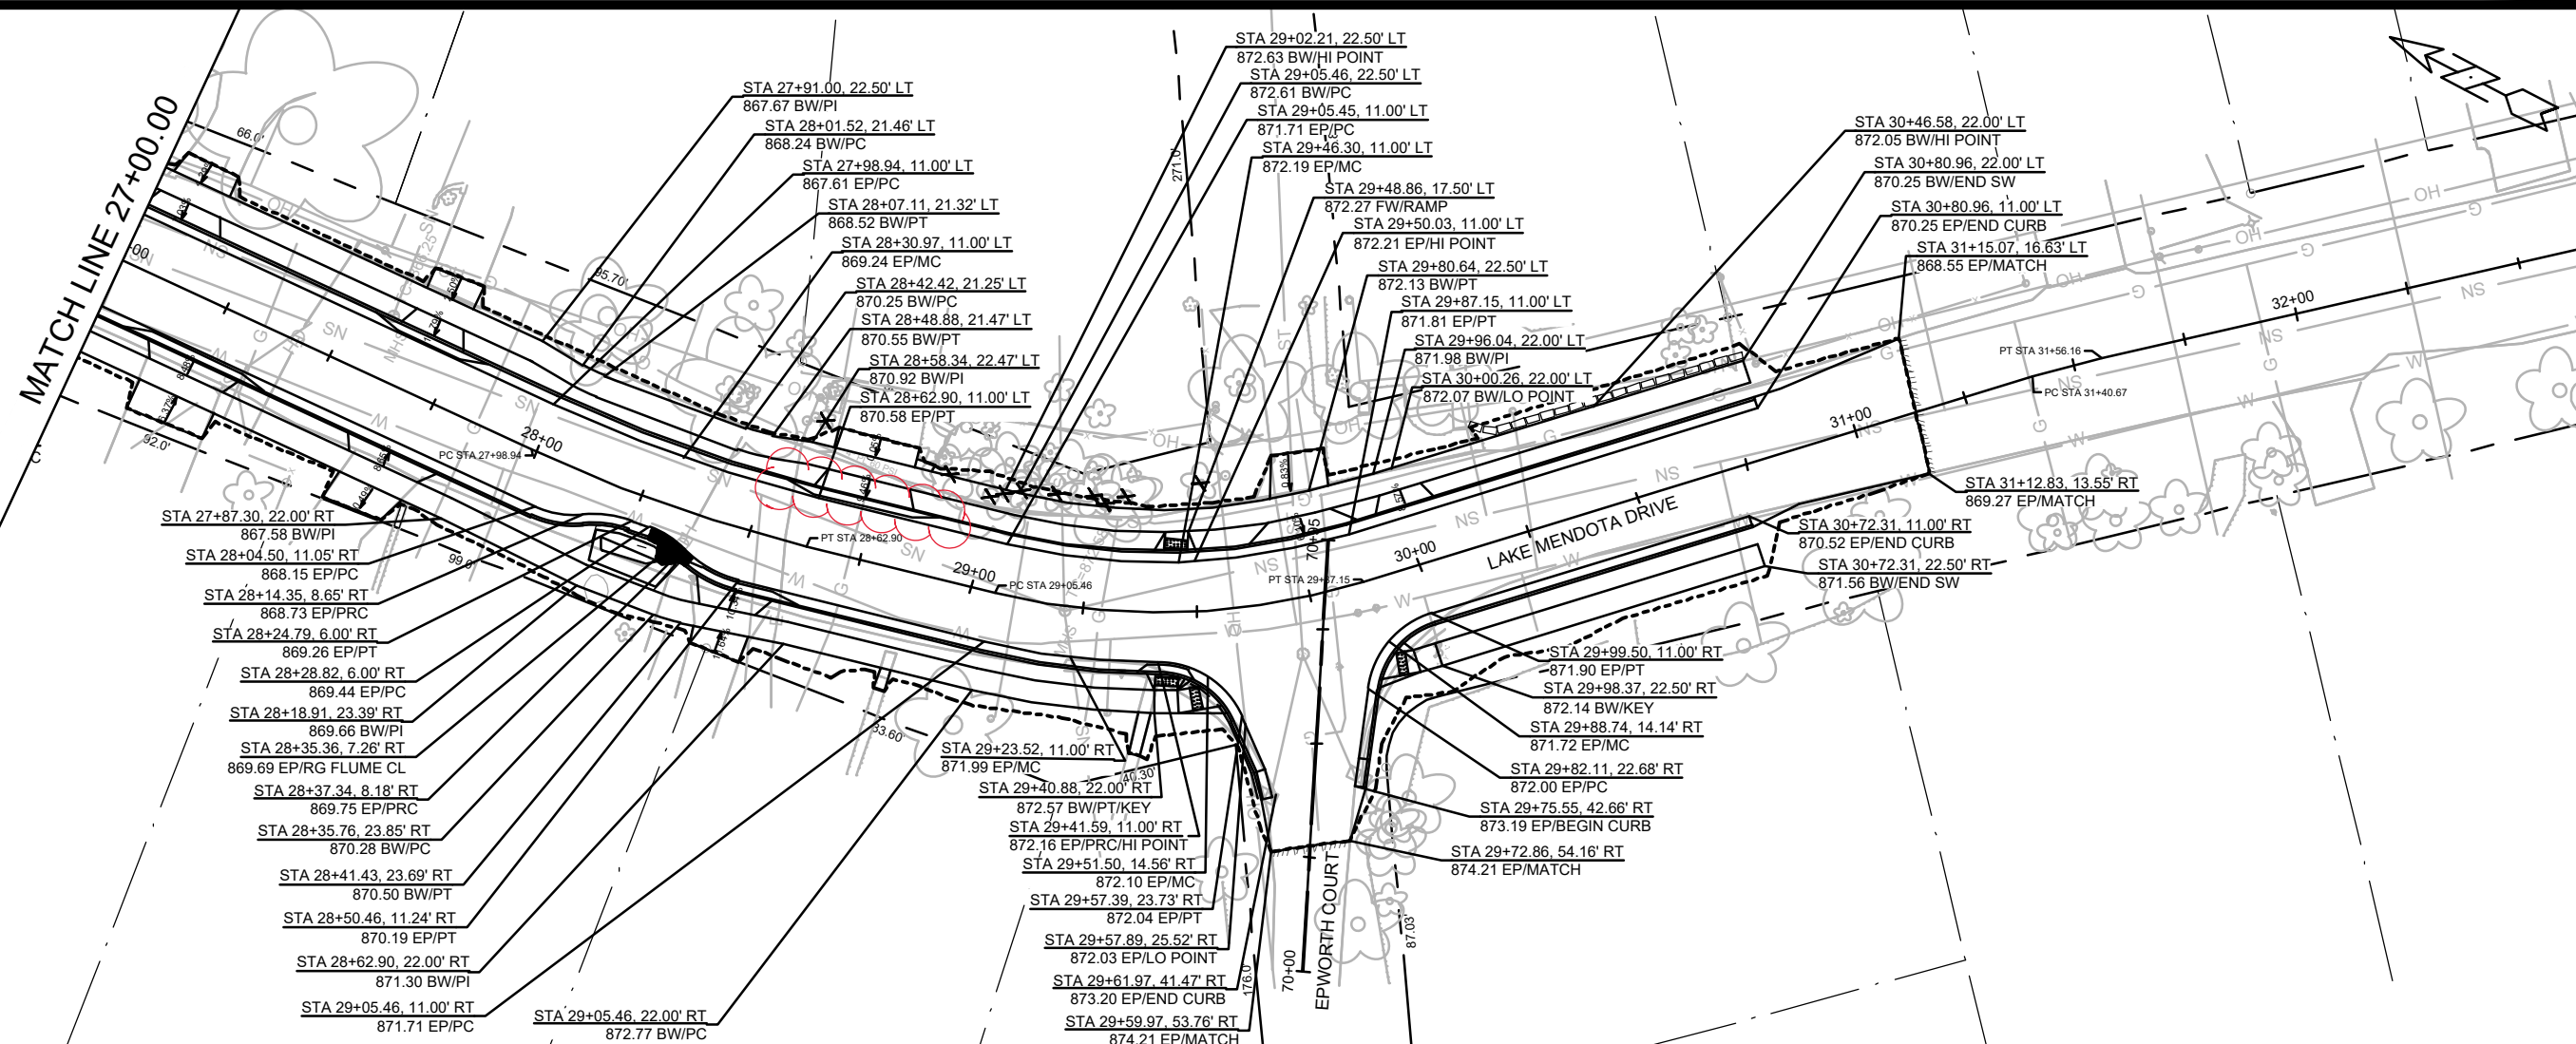 MATCH LINE 27+00.00
66.0'
95.70'
92.0'
99.0'
33.60'
40.30'
271.0'
176.0'
87.03'
STA 27+91.00, 22.50' LT
867.67 BW/PI
STA 28+01.52, 21.46' LT
868.24 BW/PC
STA 27+98.94, 11.00' LT
867.61 EP/PC
STA 28+07.11, 21.32' LT
868.52 BW/PT
STA 28+30.97, 11.00' LT
869.24 EP/MC
STA 28+42.42, 21.25' LT
870.25 BW/PC
STA 28+48.88, 21.47' LT
870.55 BW/PT
STA 28+58.34, 22.47' LT
870.92 BW/PI
STA 28+62.90, 11.00' LT
870.58 EP/PT
STA 29+02.21, 22.50' LT
872.63 BW/HI POINT
STA 29+05.46, 22.50' LT
872.61 BW/PC
STA 29+05.45, 11.00' LT
871.71 EP/PC
STA 29+46.30, 11.00' LT
872.19 EP/MC
STA 29+48.86, 17.50' LT
872.27 FW/RAMP
STA 29+50.03, 11.00' LT
872.21 EP/HI POINT
STA 29+80.64, 22.50' LT
872.13 BW/PT
STA 29+87.15, 11.00' LT
871.81 EP/PT
STA 29+96.04, 22.00' LT
871.98 BW/PI
STA 30+00.26, 22.00' LT
872.07 BW/LO POINT
STA 30+46.58, 22.00' LT
872.05 BW/HI POINT
STA 30+80.96, 22.00' LT
870.25 BW/END SW
STA 30+80.96, 11.00' LT
870.25 EP/END CURB
STA 31+15.07, 16.63' LT
868.55 EP/MATCH
PC STA 27+98.94
28+00
PT STA 28+62.90
29+00
PC STA 29+05.46
PT STA 29+87.15
30+00
LAKE MENDOTA DRIVE
31+00
PT STA 31+56.16
PC STA 31+40.67
32+00
STA 31+12.83, 13.55' RT
869.27 EP/MATCH
STA 30+72.31, 11.00' RT
870.52 EP/END CURB
STA 30+72.31, 22.50' RT
871.56 BW/END SW
STA 29+99.50, 11.00' RT
871.90 EP/PT
STA 29+98.37, 22.50' RT
872.14 BW/KEY
STA 29+88.74, 14.14' RT
871.72 EP/MC
STA 29+82.11, 22.68' RT
872.00 EP/PC
STA 29+75.55, 42.66' RT
873.19 EP/BEGIN CURB
STA 29+72.86, 54.16' RT
874.21 EP/MATCH
STA 27+87.30, 22.00' RT
867.58 BW/PI
STA 28+04.50, 11.05' RT
868.15 EP/PC
STA 28+14.35, 8.65' RT
868.73 EP/PRC
STA 28+24.79, 6.00' RT
869.26 EP/PT
STA 28+28.82, 6.00' RT
869.44 EP/PC
STA 28+18.91, 23.39' RT
869.66 BW/PI
STA 28+35.36, 7.26' RT
869.69 EP/RG FLUME CL
STA 28+37.34, 8.18' RT
869.75 EP/PRC
STA 28+35.76, 23.85' RT
870.28 BW/PC
STA 28+41.43, 23.69' RT
870.50 BW/PT
STA 28+50.46, 11.24' RT
870.19 EP/PT
STA 28+62.90, 22.00' RT
871.30 BW/PI
STA 29+05.46, 11.00' RT
871.71 EP/PC
STA 29+05.46, 22.00' RT
872.77 BW/PC
STA 29+23.52, 11.00' RT
871.99 EP/MC
STA 29+40.88, 22.00' RT
872.57 BW/PT/KEY
STA 29+41.59, 11.00' RT
872.16 EP/PRC/HI POINT
STA 29+51.50, 14.56' RT
872.10 EP/MC
STA 29+57.39, 23.73' RT
872.04 EP/PT
STA 29+57.89, 25.52' RT
872.03 EP/LO POINT
STA 29+61.97, 41.47' RT
873.20 EP/END CURB
STA 29+59.97, 53.76' RT
874.21 EP/MATCH
70+00
EPWORTH COURT